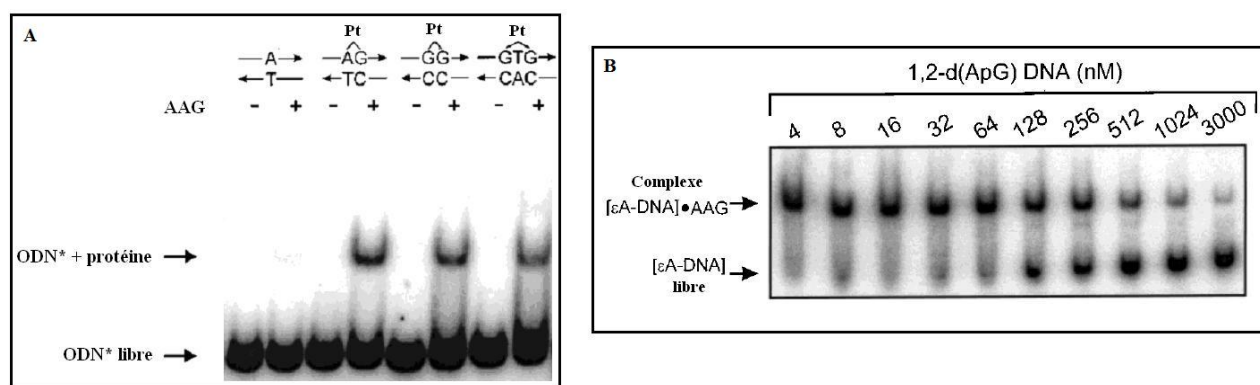 A
Pt Pt Pt
A AG GG GTG
T TC CC CAC
AAG - + - + - + - +
ODN* + protéine
ODN* libre
B
1,2-d(ApG) DNA (nM)
4 8 16 32 64 128 256 512 1024 3000
Complexe
[εA-DNA]•AAG
[εA-DNA]
libre